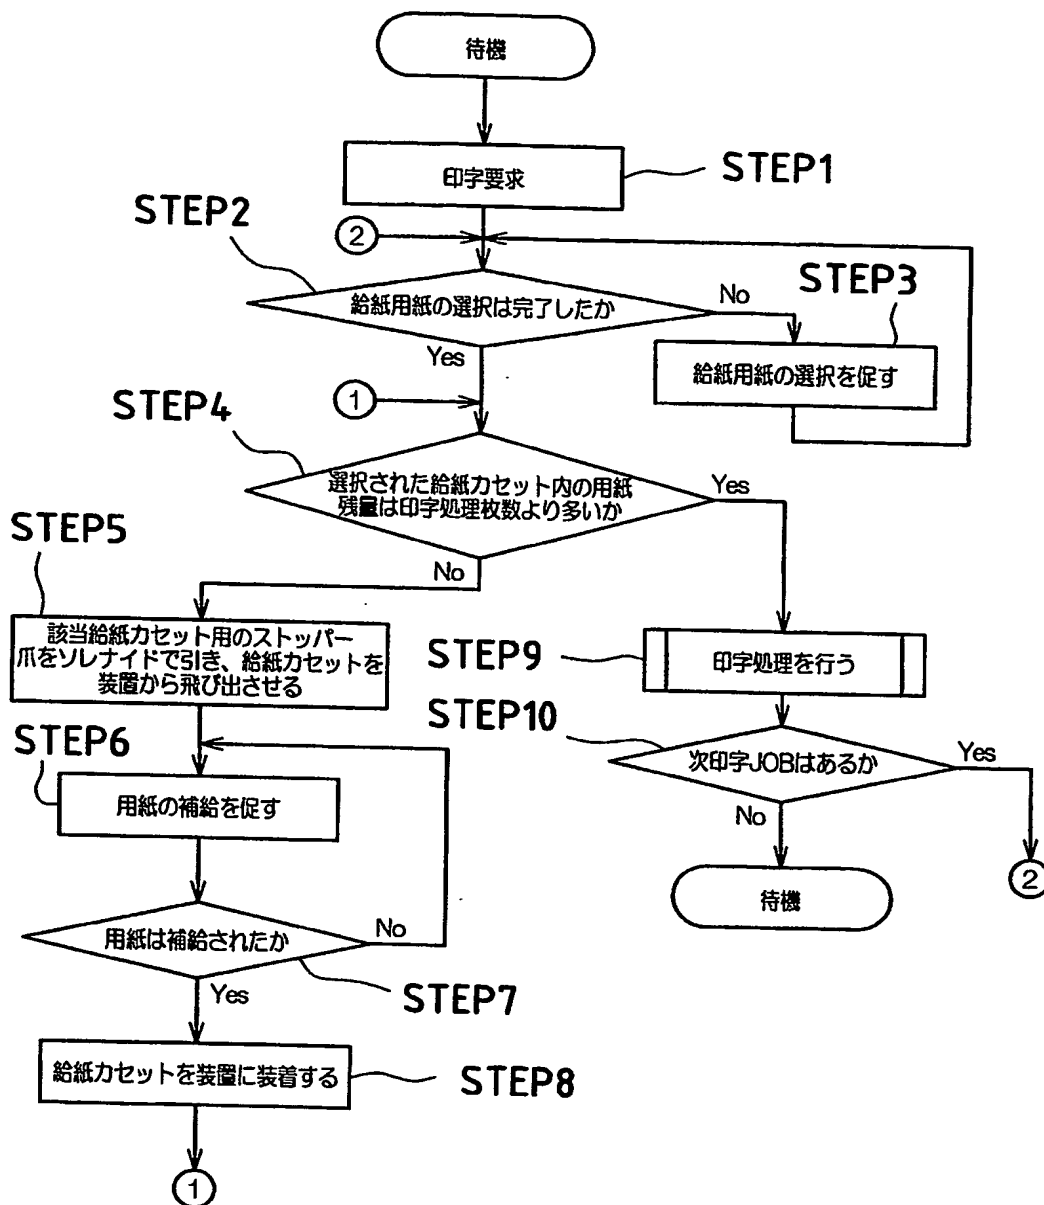 待機
印字要求
STEP1
STEP2
②
給紙用紙の選択は完了したか
No
STEP3
給紙用紙の選択を促す
Yes
①
STEP4
選択された給紙カセット内の用紙
残量は印字処理枚数より多いか
Yes
No
STEP5
該当給紙カセット用のストッパー
爪をソレナイドで引き、給紙カセットを
装置から飛び出させる
STEP9
印字処理を行う
STEP10
次印字JOBはあるか
Yes
No
②
待機
STEP6
用紙の補給を促す
用紙は補給されたか
No
STEP7
Yes
給紙カセットを装置に装着する
STEP8
①